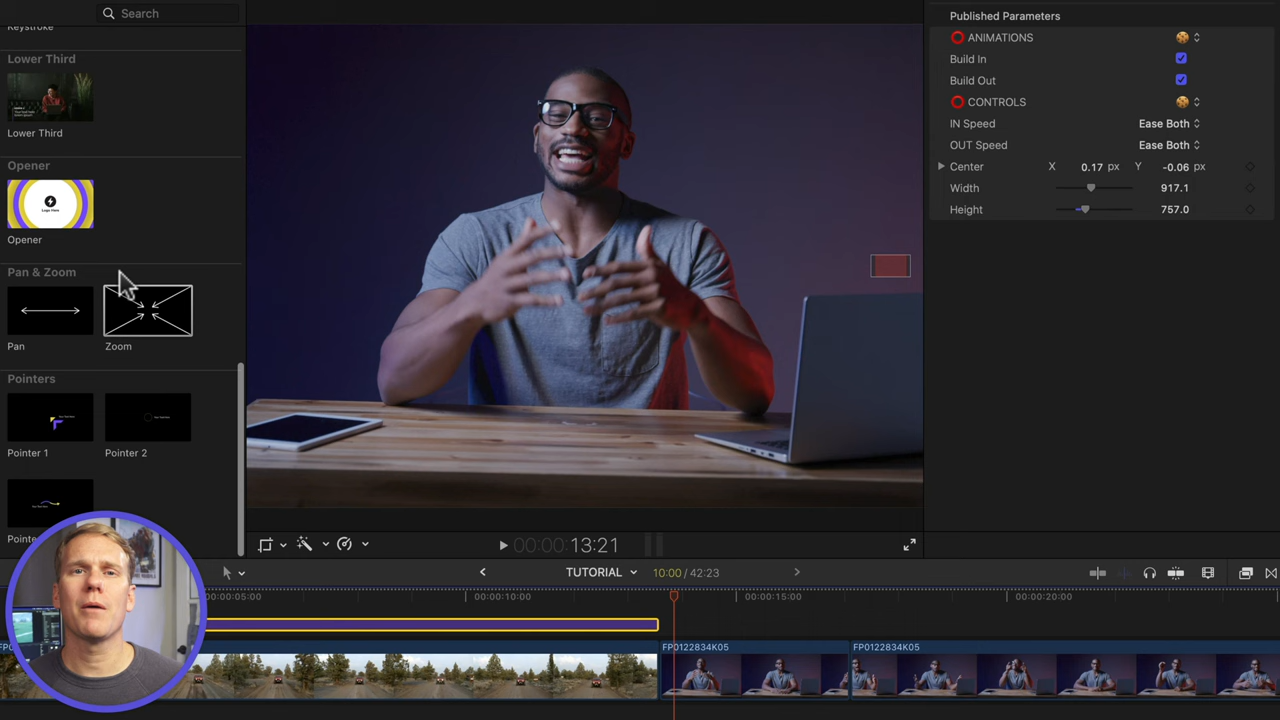 Search
Keystroke
Lower Third
Lower Third
Opener
Logo Here
Opener
Pan & Zoom
Pan
Zoom
Pointers
Pointer 1
Pointer 2
Published Parameters
ANIMATIONS
Build In
Build Out
CONTROLS
IN Speed Ease Both
OUT Speed Ease Both
Center X 0.17 px Y -0.06 px
Width 917.1
Height 757.0
00:00:13:21
TUTORIAL
10:00 / 42:23
00:00:05:00
00:00:10:00
00:00:15:00
00:00:20:00
FP0122834K05
FP0122834K05